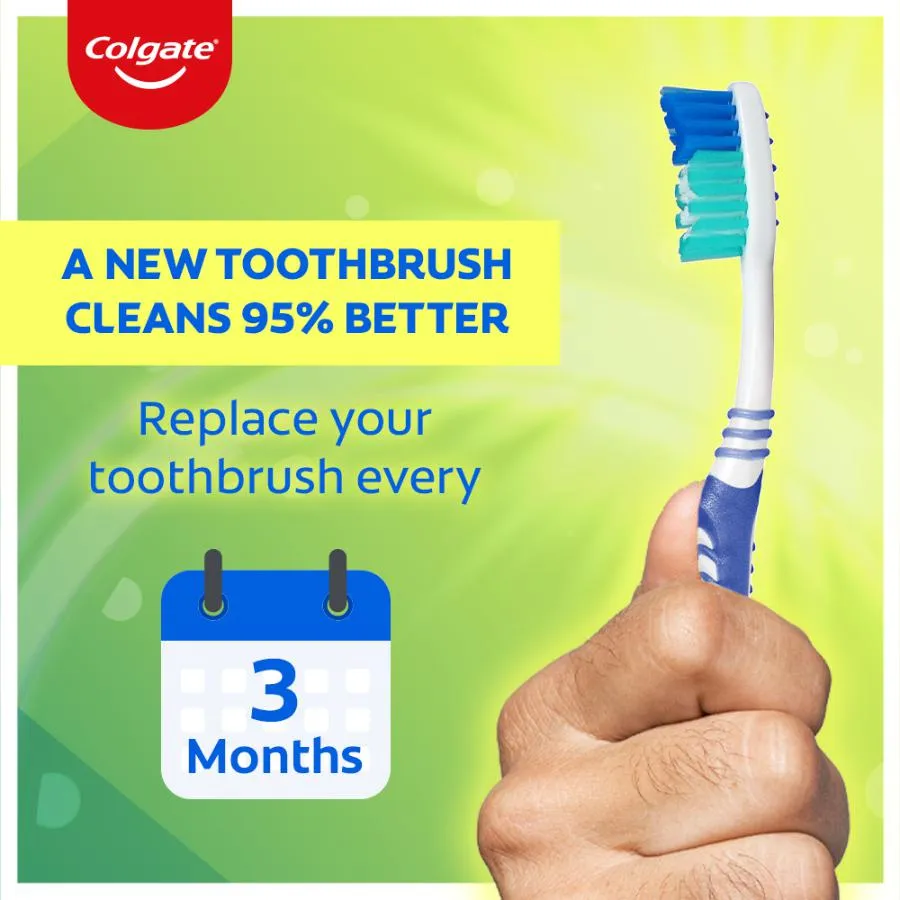 Colgate®
A NEW TOOTHBRUSH
CLEANS 95% BETTER
Replace your
toothbrush every
3
Months